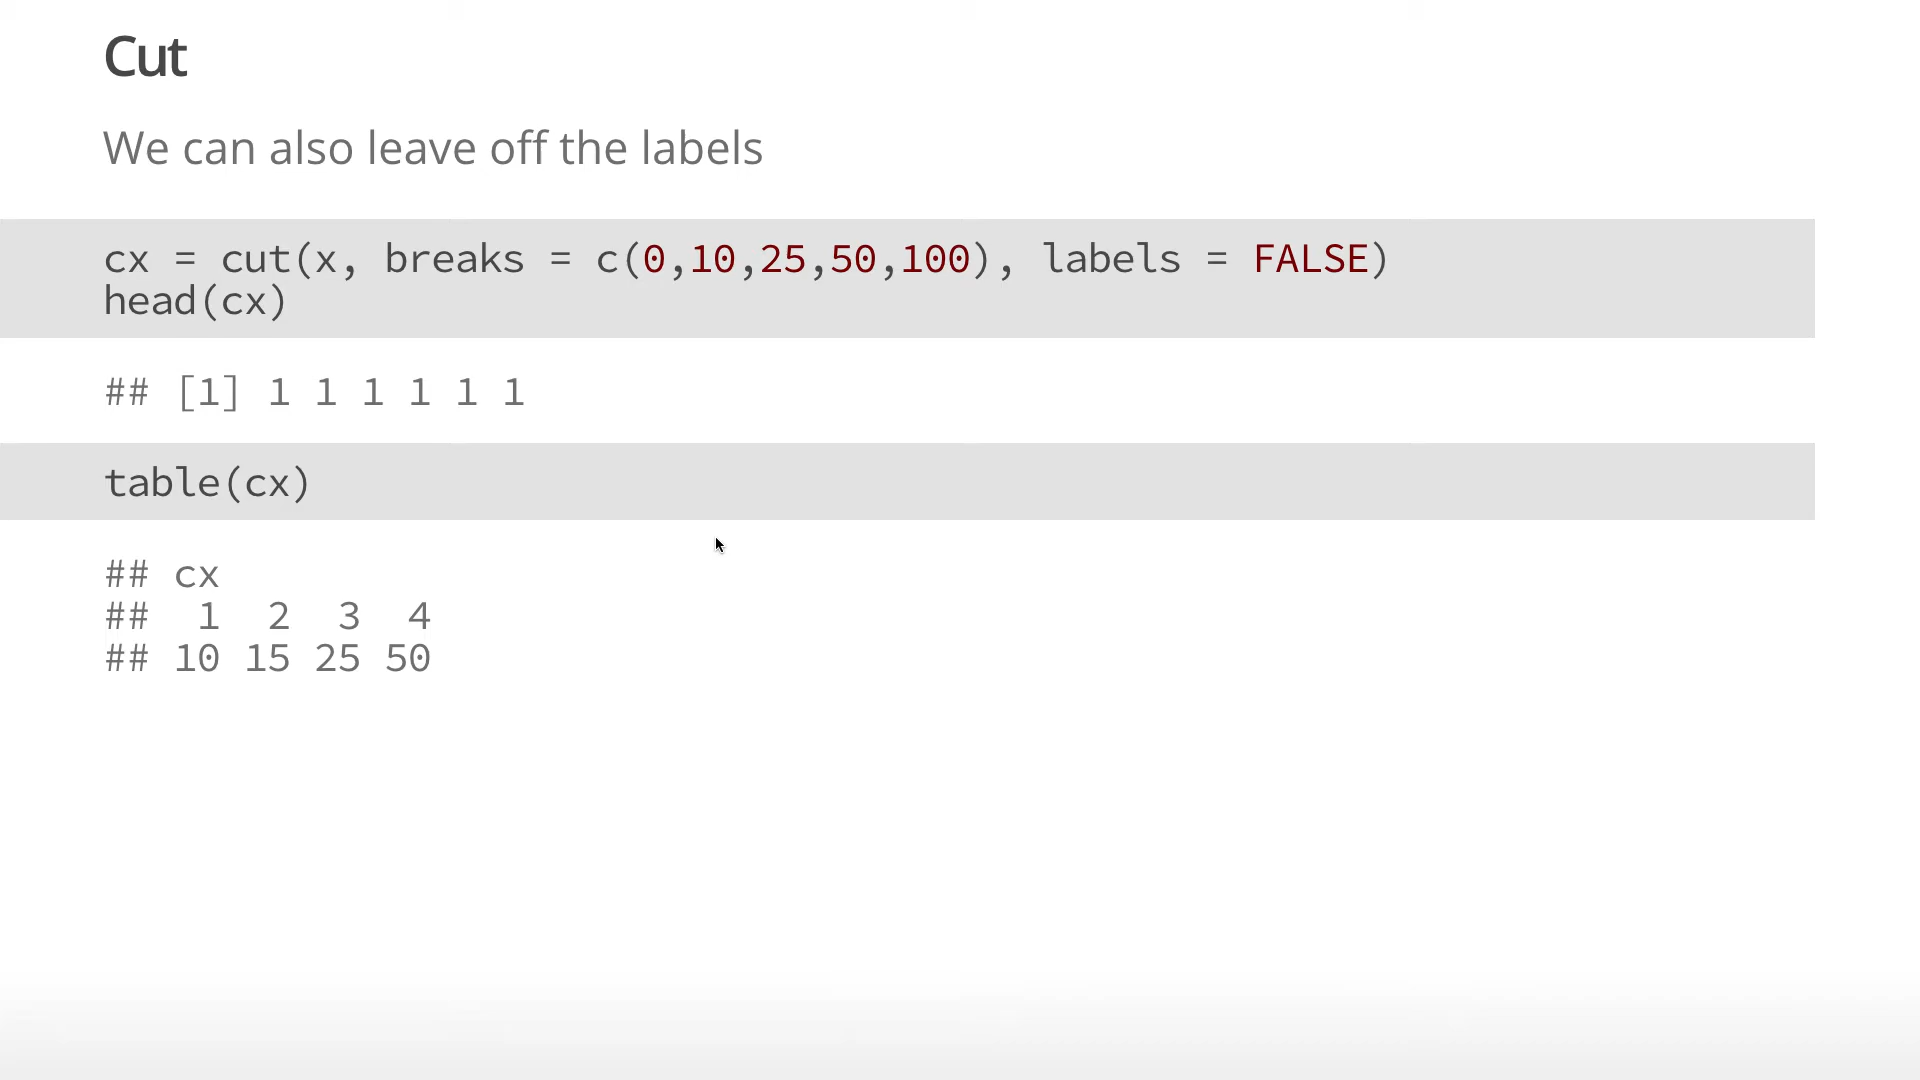 Cut
We can also leave off the labels
cx = cut(x, breaks = c(0,10,25,50,100), labels = FALSE)
head(cx)
## [1] 1 1 1 1 1 1
table(cx)
## cx
##  1  2  3  4
## 10 15 25 50